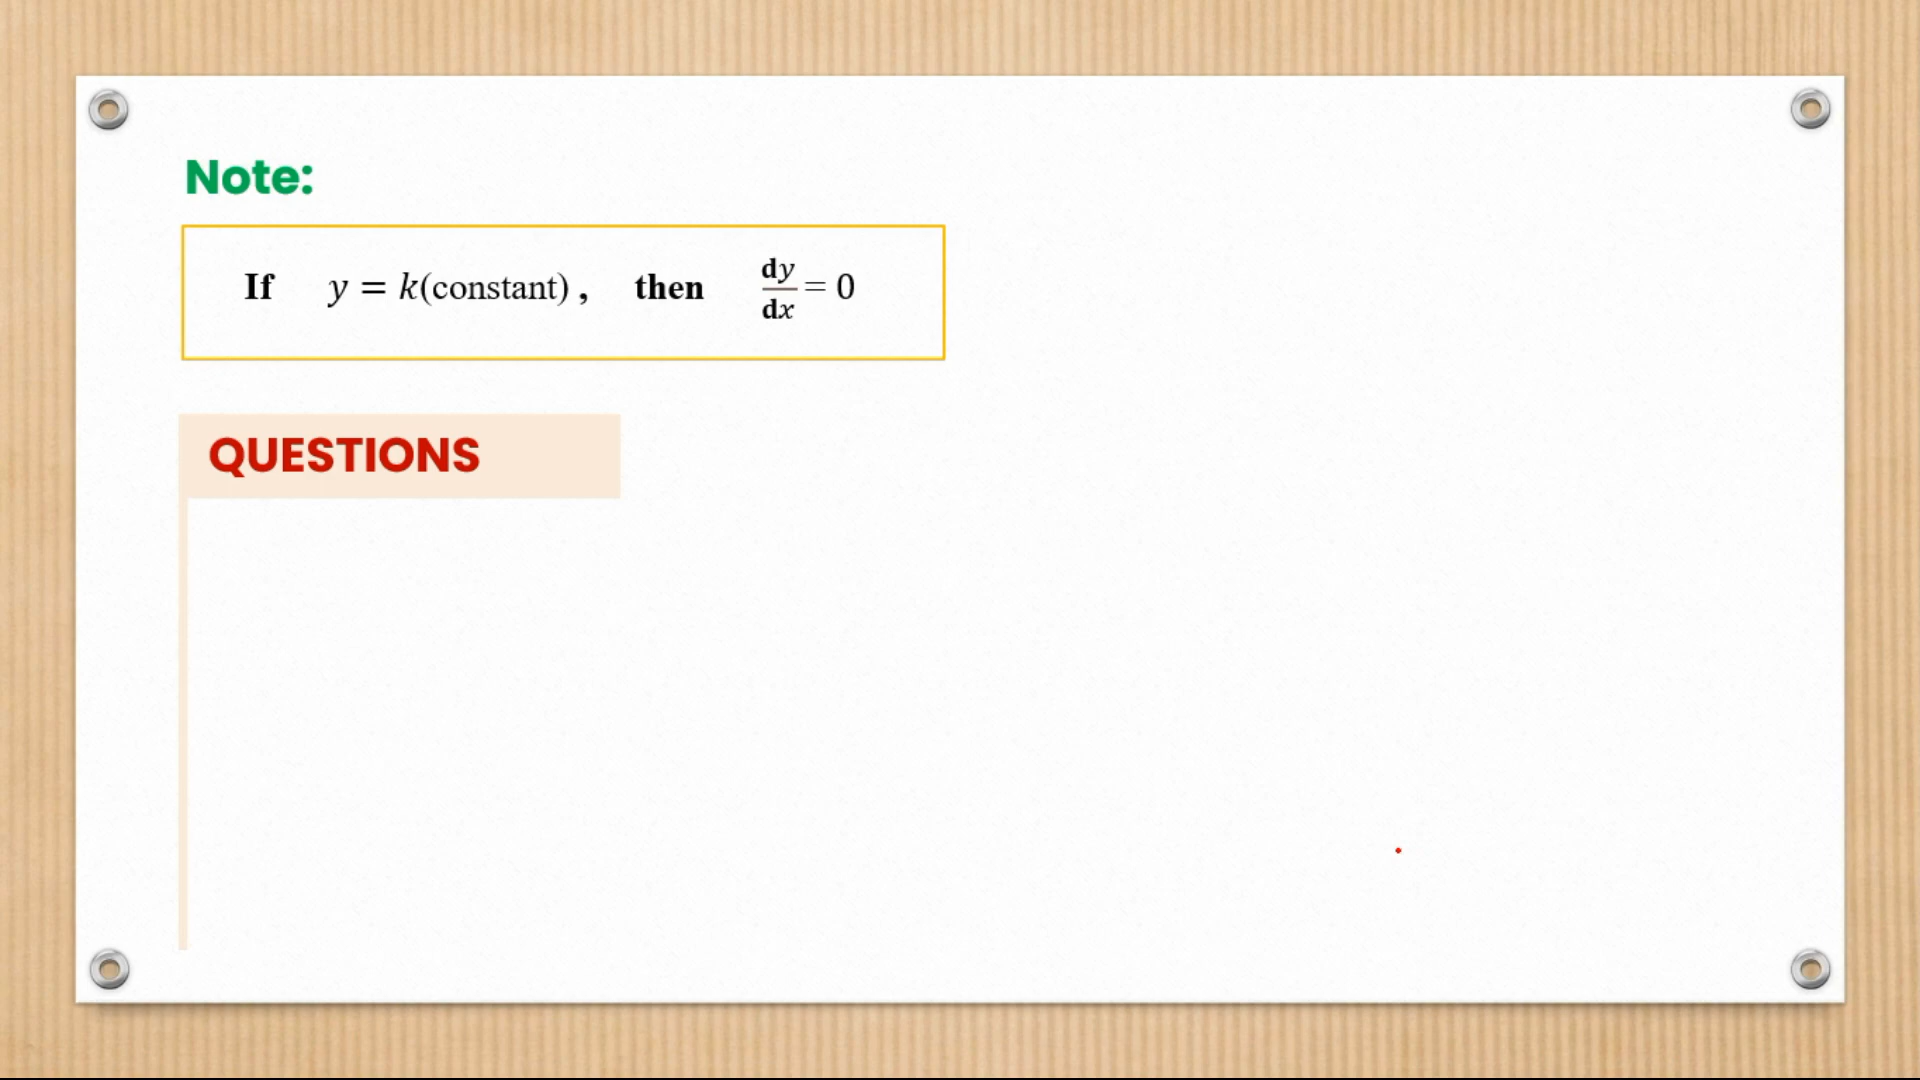 Note:
If y = k(constant) , then dy/dx = 0
QUESTIONS